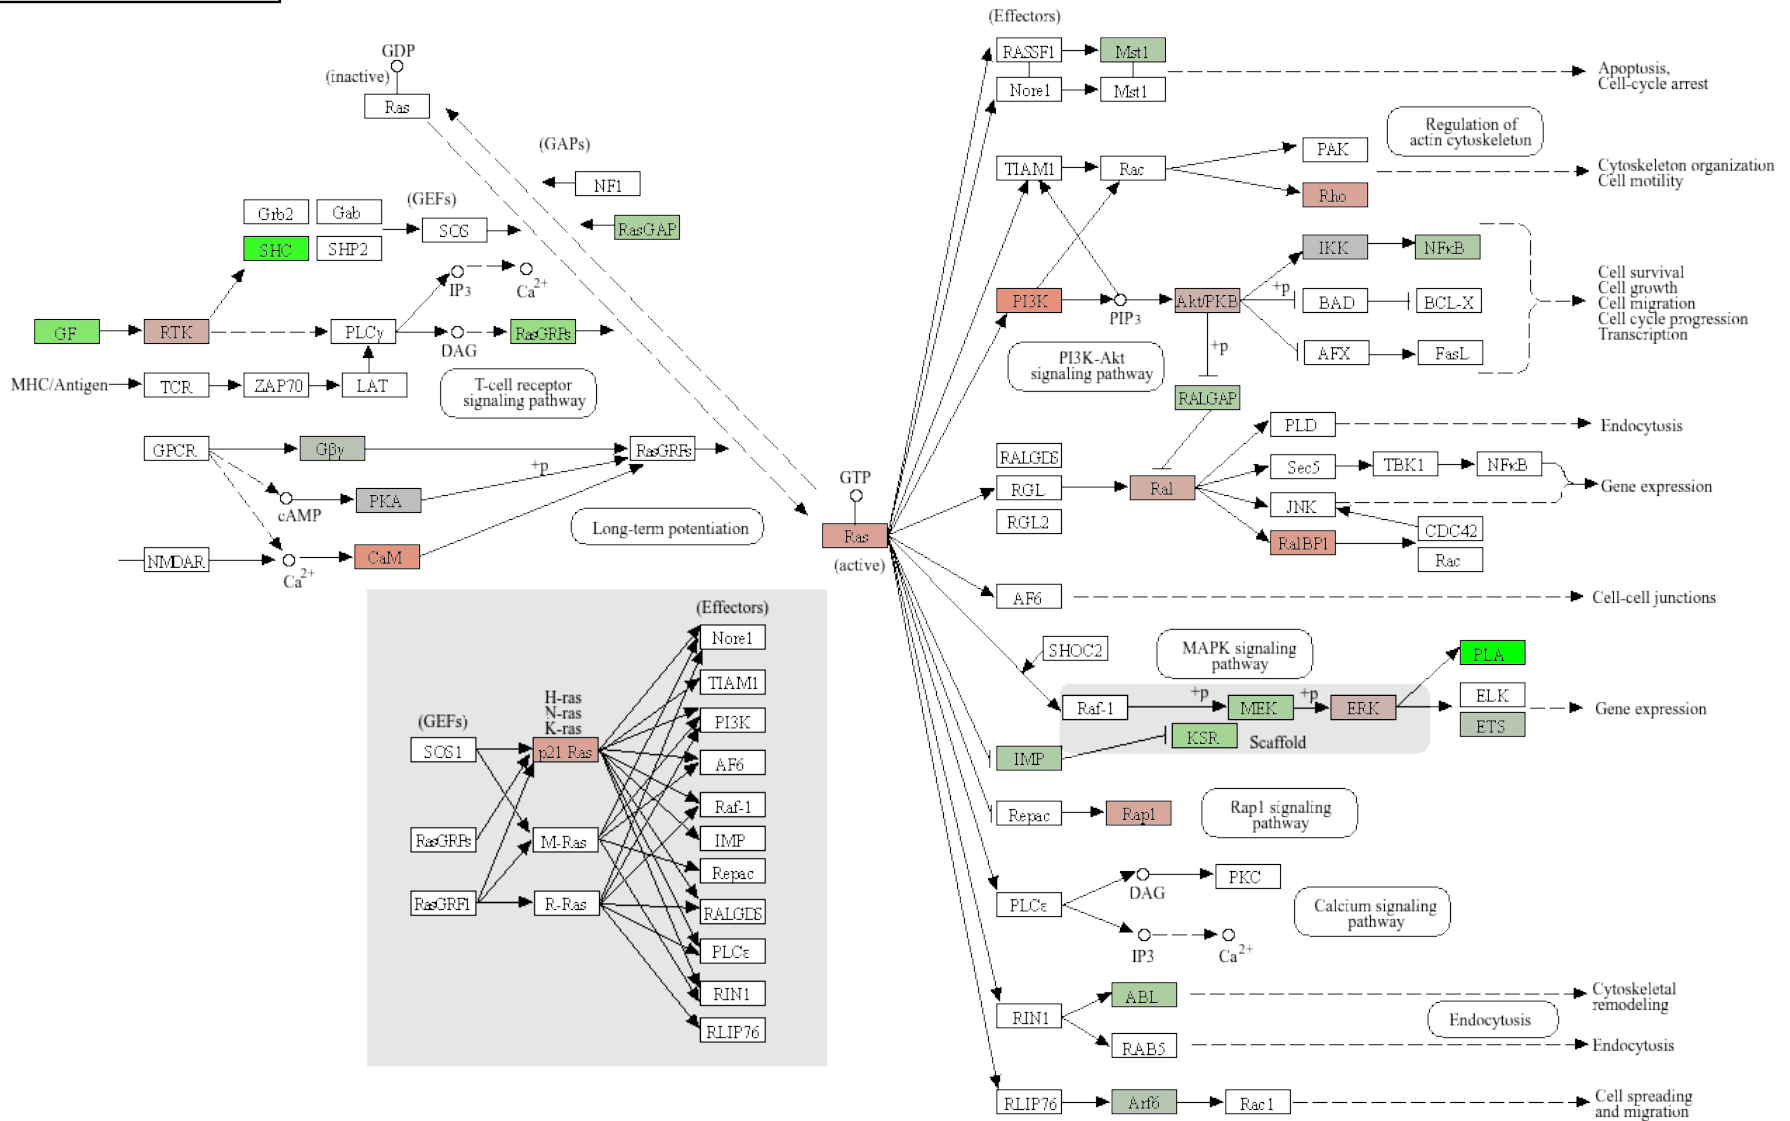 GDP
(inactive)
Ras
(GAPs)
NF1
RasGAP
Grb2
Gab
(GEFs)
SOS
SHC
SHP2
IP3
Ca2+
GF
RTK
PLCγ
DAG
RasGRPs
MHC/Antigen
TCR
ZAP70
LAT
T-cell receptor
signaling pathway
GPCR
Gβγ
RasGRFs
+p
cAMP
PKA
Long-term potentiation
NMDAR
Ca2+
CaM
GTP
Ras
(active)
(Effectors)
RASSF1
Mst1
Nore1
Mst1
Apoptosis,
Cell-cycle arrest
Regulation of
actin cytoskeleton
TIAM1
Rac
PAK
Rho
Cytoskeleton organization
Cell motility
IKK
NFκB
PI3K
PIP3
Akt/PKB
+p
BAD
BCL-X
AFX
FasL
Cell survival
Cell growth
Cell migration
Cell cycle progression
Transcription
PI3K-Akt
signaling pathway
+p
RALGAP
RALGDS
RGL
RGL2
Ral
PLD
Endocytosis
Sec5
TBK1
NFκB
JNK
Gene expression
RalBP1
CDC42
Rac
AF6
Cell-cell junctions
SHOC2
MAPK signaling
pathway
PLA
Raf-1
+p
MEK
+p
ERK
ELK
ETS
Gene expression
KSR
Scaffold
IMP
Repac
Rap1
Rap1 signaling
pathway
PLCε
DAG
PKC
IP3
Ca2+
Calcium signaling
pathway
RIN1
ABL
Cytoskeletal
remodeling
RAB5
Endocytosis
Endocytosis
RLIP76
Arf6
Rac1
Cell spreading
and migration
(Effectors)
Nore1
TIAM1
PI3K
AF6
Raf-1
IMP
Repac
RALGDS
PLCε
RIN1
RLIP76
H-ras
N-ras
K-ras
(GEFs)
SOS1
p21 Ras
RasGRPs
M-Ras
RasGRF1
R-Ras